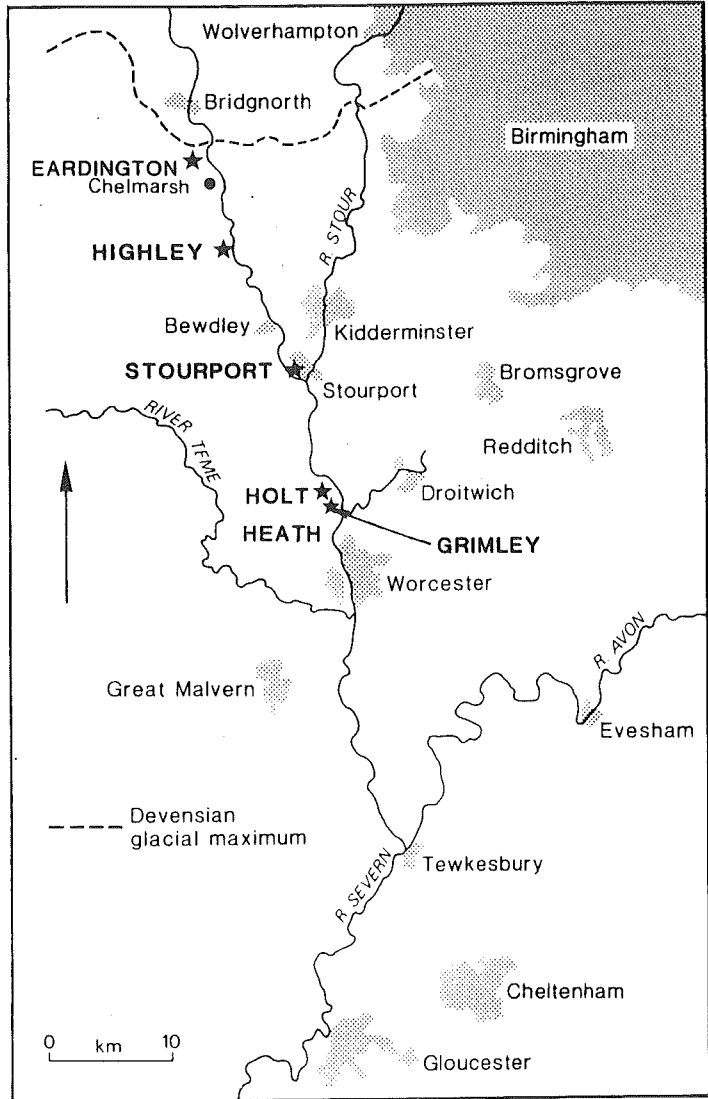 Wolverhampton
Bridgnorth
Birmingham
EARDINGTON
Chelmarsh
R STOUR
HIGHLEY
Bewdley
Kidderminster
STOURPORT
Stourport
Bromsgrove
RIVER TEME
Redditch
HOLT
HEATH
Droitwich
GRIMLEY
Worcester
R. AVON
Great Malvern
Evesham
Devensian
glacial maximum
Tewkesbury
R SEVERN
Cheltenham
0 km 10
Gloucester